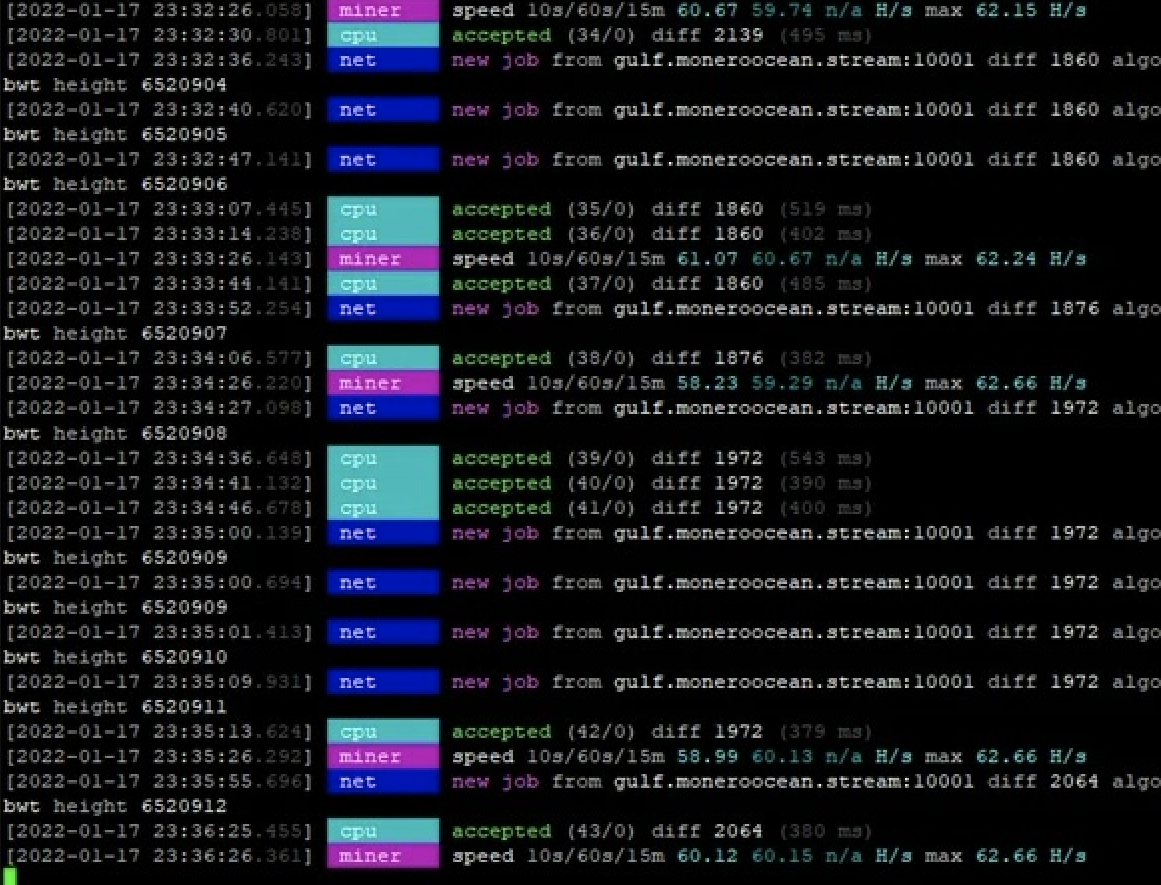 [2022-01-17 23:32:26.058] miner speed 10s/60s/15m 60.67 59.74 n/a H/s max 62.15 H/s
[2022-01-17 23:32:30.801] cpu accepted (34/0) diff 2139 (495 ms)
[2022-01-17 23:32:36.243] net new job from gulf.moneroocean.stream:10001 diff 1860 algo
bwt height 6520904
[2022-01-17 23:32:40.620] net new job from gulf.moneroocean.stream:10001 diff 1860 algo
bwt height 6520905
[2022-01-17 23:32:47.141] net new job from gulf.moneroocean.stream:10001 diff 1860 algo
bwt height 6520906
[2022-01-17 23:33:07.445] cpu accepted (35/0) diff 1860 (519 ms)
[2022-01-17 23:33:14.238] cpu accepted (36/0) diff 1860 (402 ms)
[2022-01-17 23:33:26.143] miner speed 10s/60s/15m 61.07 60.67 n/a H/s max 62.24 H/s
[2022-01-17 23:33:44.141] cpu accepted (37/0) diff 1860 (485 ms)
[2022-01-17 23:33:52.254] net new job from gulf.moneroocean.stream:10001 diff 1876 algo
bwt height 6520907
[2022-01-17 23:34:06.577] cpu accepted (38/0) diff 1876 (382 ms)
[2022-01-17 23:34:26.220] miner speed 10s/60s/15m 58.23 59.29 n/a H/s max 62.66 H/s
[2022-01-17 23:34:27.098] net new job from gulf.moneroocean.stream:10001 diff 1972 algo
bwt height 6520908
[2022-01-17 23:34:36.648] cpu accepted (39/0) diff 1972 (543 ms)
[2022-01-17 23:34:41.132] cpu accepted (40/0) diff 1972 (390 ms)
[2022-01-17 23:34:46.678] cpu accepted (41/0) diff 1972 (400 ms)
[2022-01-17 23:35:00.139] net new job from gulf.moneroocean.stream:10001 diff 1972 algo
bwt height 6520909
[2022-01-17 23:35:00.694] net new job from gulf.moneroocean.stream:10001 diff 1972 algo
bwt height 6520909
[2022-01-17 23:35:01.413] net new job from gulf.moneroocean.stream:10001 diff 1972 algo
bwt height 6520910
[2022-01-17 23:35:09.931] net new job from gulf.moneroocean.stream:10001 diff 1972 algo
bwt height 6520911
[2022-01-17 23:35:13.624] cpu accepted (42/0) diff 1972 (379 ms)
[2022-01-17 23:35:26.292] miner speed 10s/60s/15m 58.99 60.13 n/a H/s max 62.66 H/s
[2022-01-17 23:35:55.696] net new job from gulf.moneroocean.stream:10001 diff 2064 algo
bwt height 6520912
[2022-01-17 23:36:25.455] cpu accepted (43/0) diff 2064 (380 ms)
[2022-01-17 23:36:26.361] miner speed 10s/60s/15m 60.12 60.15 n/a H/s max 62.66 H/s